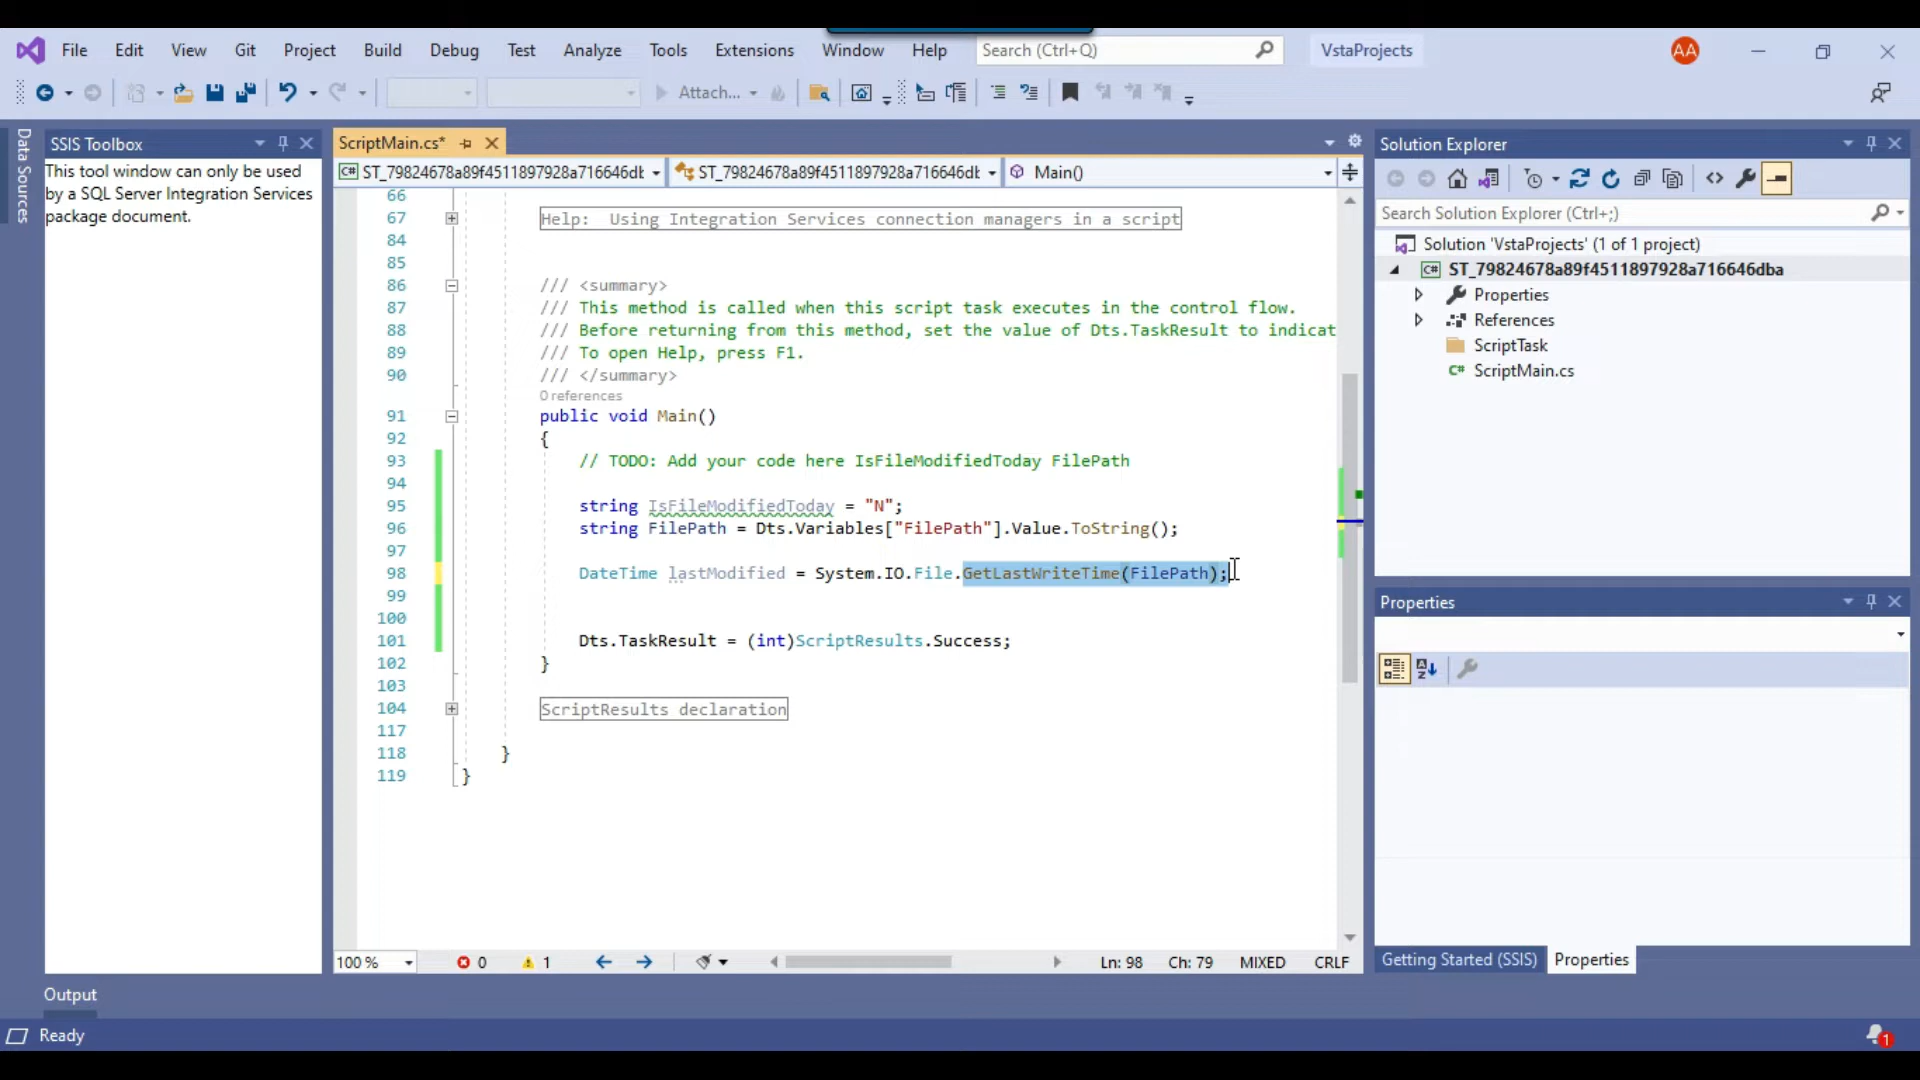 File Edit View Git Project Build Debug Test Analyze Tools Extensions Window Help Search (Ctrl+Q) VstaProjects AA
Attach...
Data Sources
SSIS Toolbox
This tool window can only be used
by a SQL Server Integration Services
package document.
ScriptMain.cs*
ST_79824678a89f4511897928a716646dt ST_79824678a89f4511897928a716646dt Main()
66
67 Help: Using Integration Services connection managers in a script
84
85
86 /// <summary>
87 /// This method is called when this script task executes in the control flow.
88 /// Before returning from this method, set the value of Dts.TaskResult to indicat
89 /// To open Help, press F1.
90 /// </summary>
0 references
91 public void Main()
92 {
93 // TODO: Add your code here IsFileModifiedToday FilePath
94
95 string IsFileModifiedToday = "N";
96 string FilePath = Dts.Variables["FilePath"].Value.ToString();
97
98 DateTime lastModified = System.IO.File.GetLastWriteTime(FilePath);
99
100
101 Dts.TaskResult = (int)ScriptResults.Success;
102 }
103
104 ScriptResults declaration
117
118 }
119 }
100 % 0 1 Ln: 98 Ch: 79 MIXED CRLF
Solution Explorer
Search Solution Explorer (Ctrl+;)
Solution 'VstaProjects' (1 of 1 project)
C# ST_79824678a89f4511897928a716646dba
Properties
References
ScriptTask
C# ScriptMain.cs
Properties
Getting Started (SSIS) Properties
Output
Ready
1